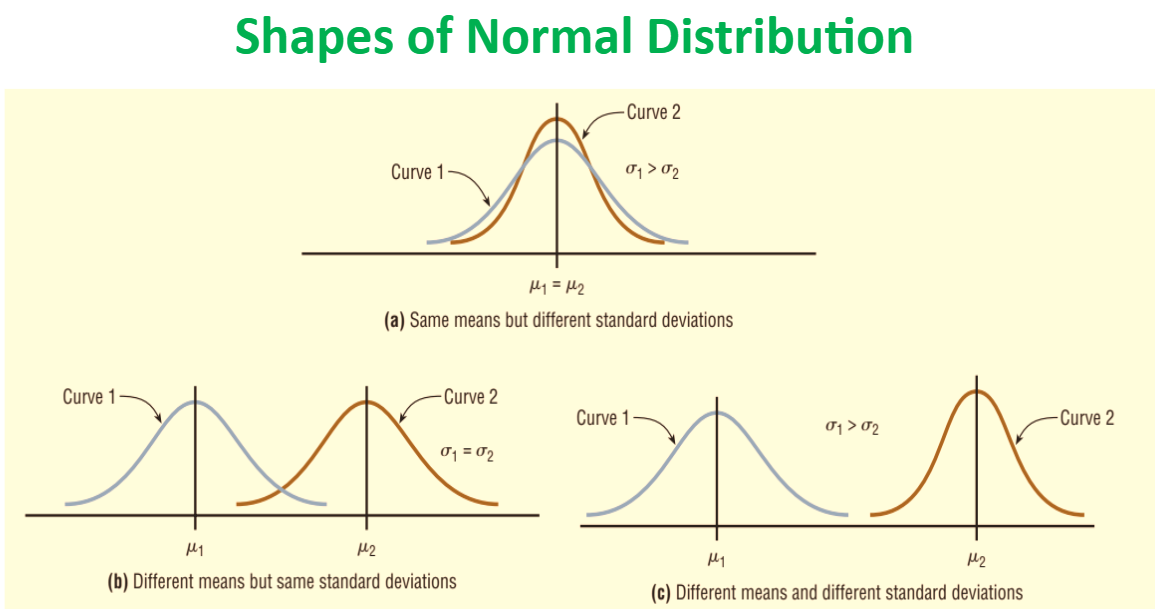 Shapes of Normal Distribution
Curve 2
Curve 1
σ₁ > σ₂
μ₁ = μ₂
(a) Same means but different standard deviations
Curve 1
Curve 2
σ₁ = σ₂
μ₁
μ₂
(b) Different means but same standard deviations
Curve 1
σ₁ > σ₂
Curve 2
μ₁
μ₂
(c) Different means and different standard deviations